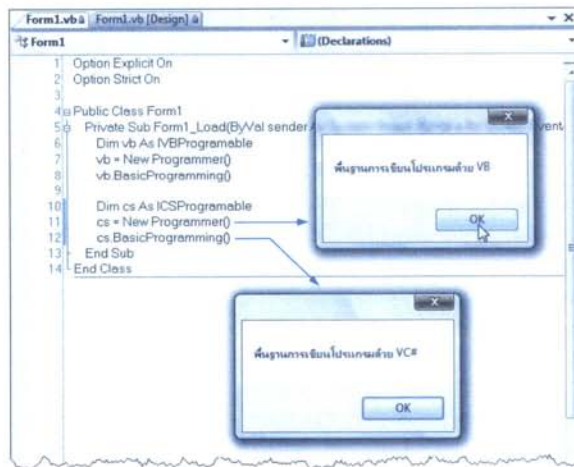 Form1.vb Form1.vb [Design]
Form1 (Declarations)
1 Option Explicit On
2 Option Strict On
3
4 Public Class Form1
5 Private Sub Form1_Load(ByVal sender
6 Dim vb As IVBProgramable
7 vb = New Programmer()
8 vb.BasicProgramming()
9
10 Dim cs As ICSProgramable
11 cs = New Programmer()
12 cs.BasicProgramming()
13 End Sub
14 End Class
พื้นฐานการเขียนโปรแกรมด้วย VB
OK
พื้นฐานการเขียนโปรแกรมด้วย VC#
OK